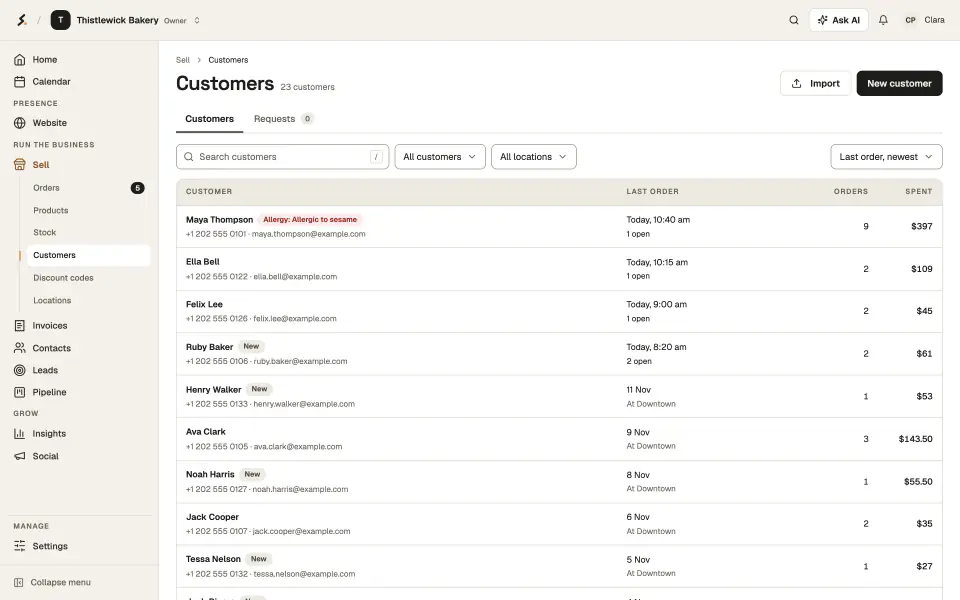 / T Thistlewick Bakery Owner
Ask AI CP Clara
Home
Calendar
PRESENCE
Website
RUN THE BUSINESS
Sell
Orders 5
Products
Stock
Customers
Discount codes
Locations
Invoices
Contacts
Leads
Pipeline
GROW
Insights
Social
MANAGE
Settings
Collapse menu
Sell > Customers
Customers 23 customers
Import New customer
Customers Requests 0
Search customers / All customers All locations Last order, newest
CUSTOMER LAST ORDER ORDERS SPENT
Maya Thompson Allergy: Allergic to sesame Today, 10:40 am 9 $397
+1 202 555 0101 · maya.thompson@example.com 1 open
Ella Bell Today, 10:15 am 2 $109
+1 202 555 0122 · ella.bell@example.com 1 open
Felix Lee Today, 9:00 am 2 $45
+1 202 555 0126 · felix.lee@example.com 1 open
Ruby Baker New Today, 8:20 am 2 $61
+1 202 555 0106 · ruby.baker@example.com 2 open
Henry Walker New 11 Nov 1 $53
+1 202 555 0133 · henry.walker@example.com At Downtown
Ava Clark 9 Nov 3 $143.50
+1 202 555 0105 · ava.clark@example.com At Downtown
Noah Harris New 8 Nov 1 $55.50
+1 202 555 0127 · noah.harris@example.com At Downtown
Jack Cooper 6 Nov 2 $35
+1 202 555 0107 · jack.cooper@example.com At Downtown
Tessa Nelson New 5 Nov 1 $27
+1 202 555 0132 · tessa.nelson@example.com At Downtown